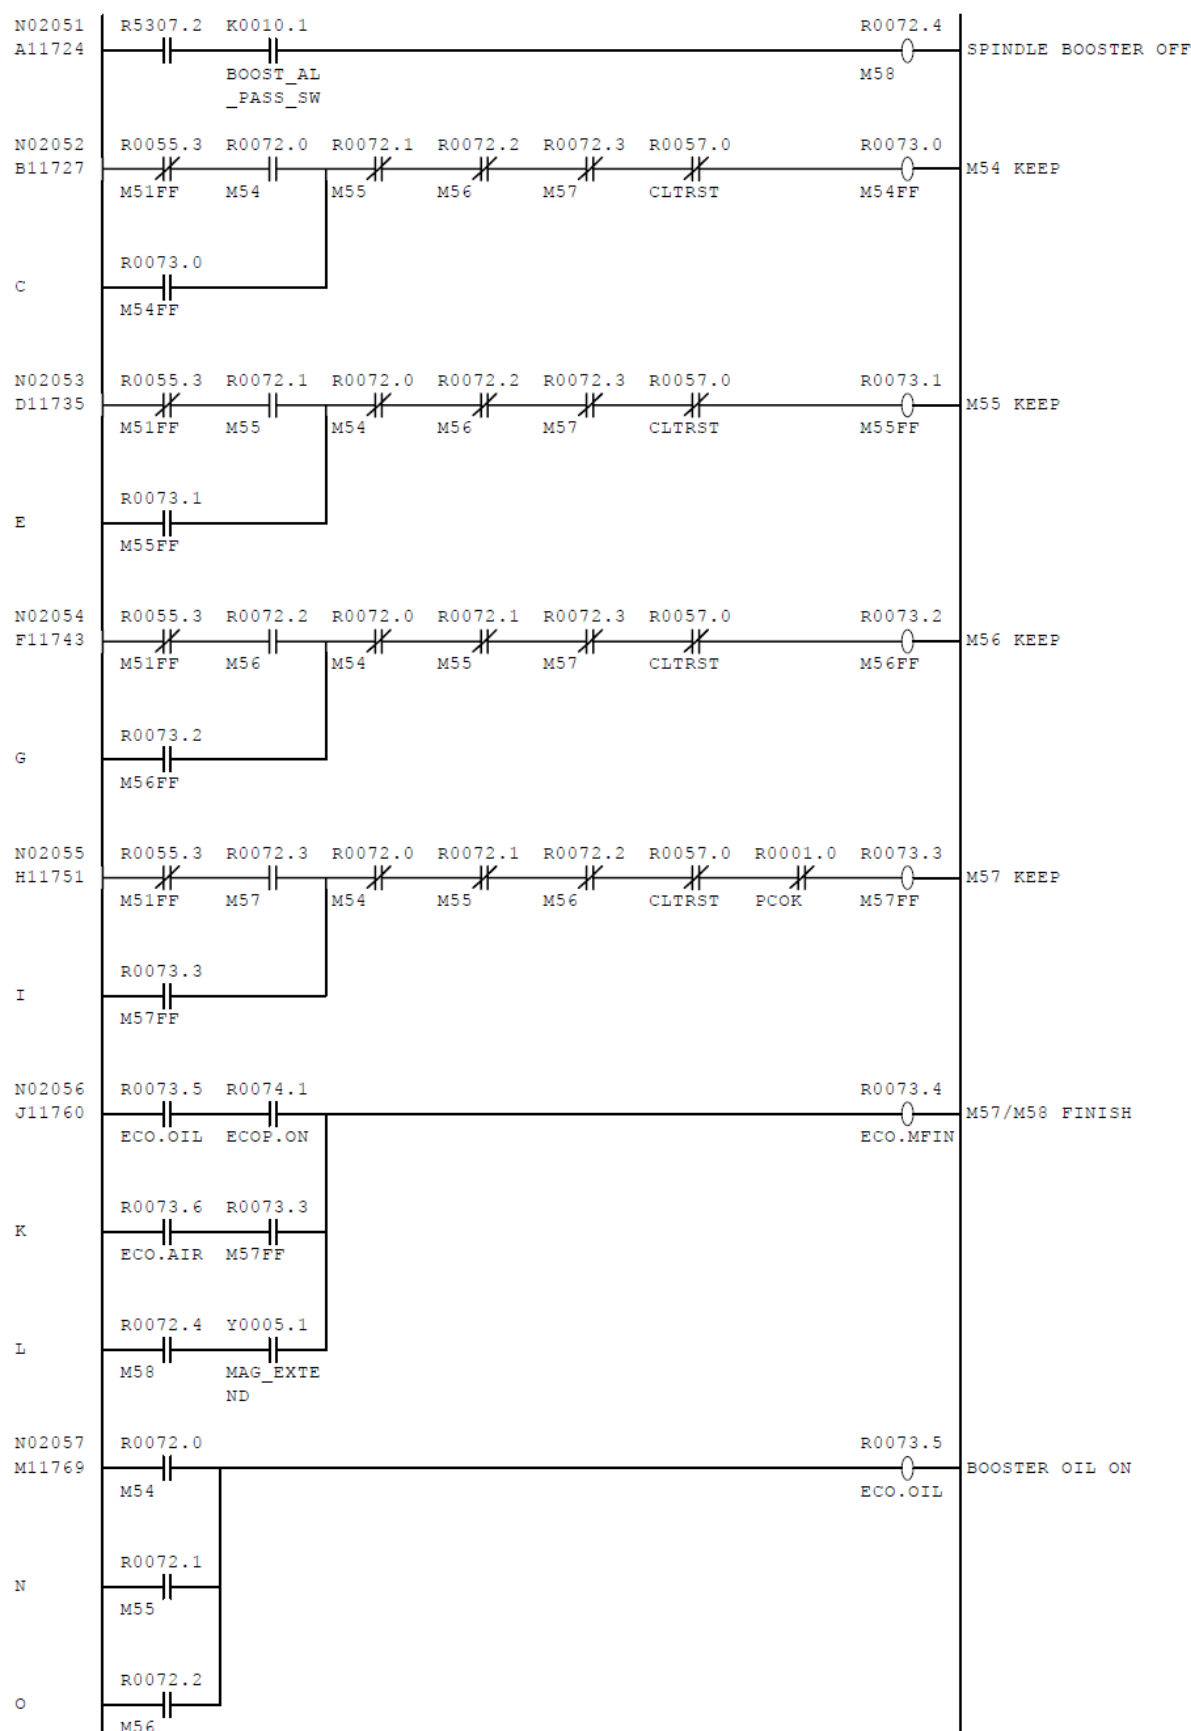 N02051 R5307.2 K0010.1 R0072.4
A11724 SPINDLE BOOSTER OFF
BOOST_AL M58
_PASS_SW
N02052 R0055.3 R0072.0 R0072.1 R0072.2 R0072.3 R0057.0 R0073.0
B11727 M54 KEEP
M51FF M54 M55 M56 M57 CLTRST M54FF
R0073.0
C
M54FF
N02053 R0055.3 R0072.1 R0072.0 R0072.2 R0072.3 R0057.0 R0073.1
D11735 M55 KEEP
M51FF M55 M54 M56 M57 CLTRST M55FF
R0073.1
E
M55FF
N02054 R0055.3 R0072.2 R0072.0 R0072.1 R0072.3 R0057.0 R0073.2
F11743 M56 KEEP
M51FF M56 M54 M55 M57 CLTRST M56FF
R0073.2
G
M56FF
N02055 R0055.3 R0072.3 R0072.0 R0072.1 R0072.2 R0057.0 R0001.0 R0073.3
H11751 M57 KEEP
M51FF M57 M54 M55 M56 CLTRST PCOK M57FF
R0073.3
I
M57FF
N02056 R0073.5 R0074.1 R0073.4
J11760 M57/M58 FINISH
ECO.OIL ECOP.ON ECO.MFIN
R0073.6 R0073.3
K
ECO.AIR M57FF
R0072.4 Y0005.1
L
M58 MAG_EXTE
ND
N02057 R0072.0 R0073.5
M11769 BOOSTER OIL ON
M54 ECO.OIL
R0072.1
N
M55
R0072.2
O
M56